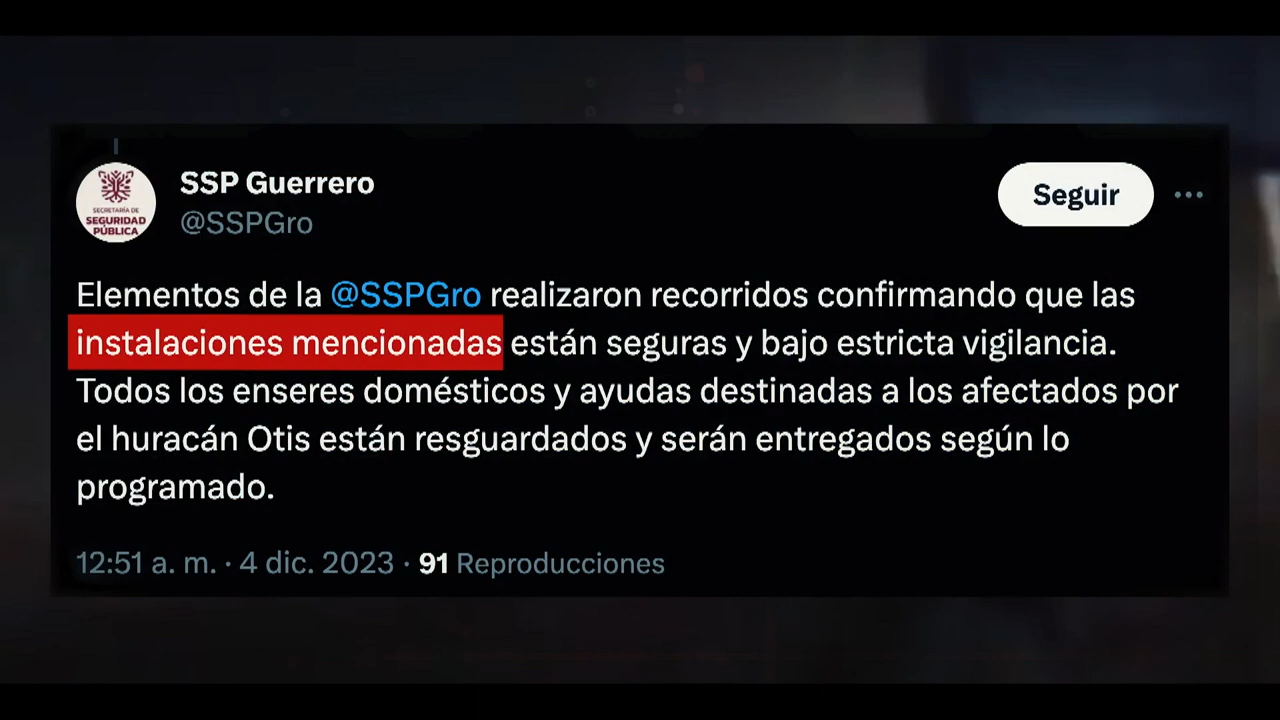 SSP Guerrero
@SSPGro
Seguir
SECRETARÍA DE
SEGURIDAD
PÚBLICA
Elementos de la @SSPGro realizaron recorridos confirmando que las
instalaciones mencionadas están seguras y bajo estricta vigilancia.
Todos los enseres domésticos y ayudas destinadas a los afectados por
el huracán Otis están resguardados y serán entregados según lo
programado.
12:51 a. m. · 4 dic. 2023 · 91 Reproducciones